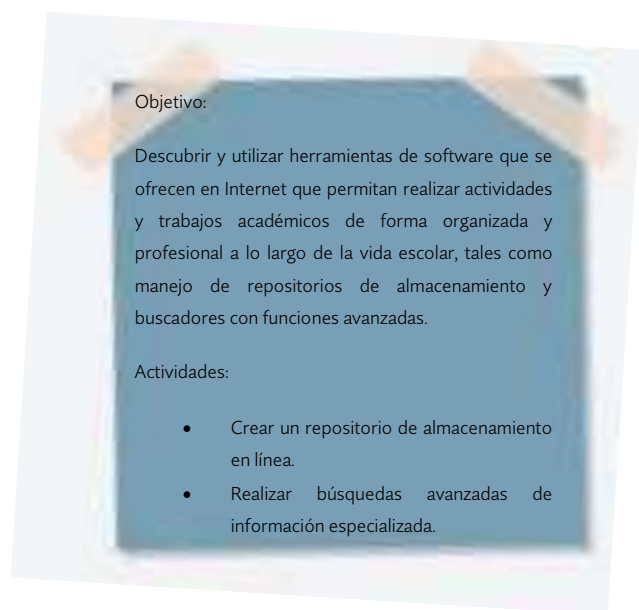 Objetivo:
Descubrir y utilizar herramientas de software que se
ofrecen en Internet que permitan realizar actividades
y trabajos académicos de forma organizada y
profesional a lo largo de la vida escolar, tales como
manejo de repositorios de almacenamiento y
buscadores con funciones avanzadas.
Actividades:
• Crear un repositorio de almacenamiento
en línea.
• Realizar búsquedas avanzadas de
información especializada.